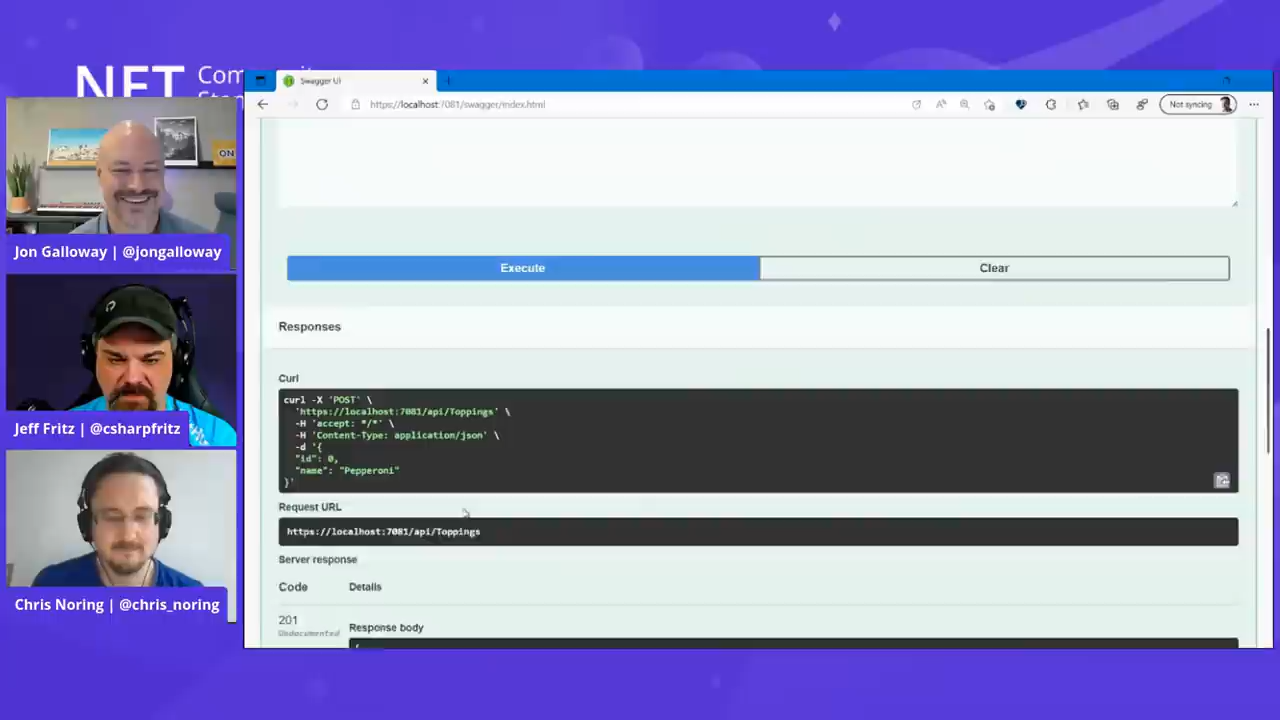 .NET
Swagger UI
https://localhost:7081/swagger/index.html
Not syncing
ON
Jon Galloway | @jongalloway
Jeff Fritz | @csharpfritz
Chris Noring | @chris_noring
Execute
Clear
Responses
Curl
curl -X 'POST' \
'https://localhost:7081/api/Toppings' \
-H 'accept: */*' \
-H 'Content-Type: application/json' \
-d '{
"id": 0,
"name": "Pepperoni"
}'
Request URL
https://localhost:7081/api/Toppings
Server response
Code
Details
201
Undocumented
Response body
{